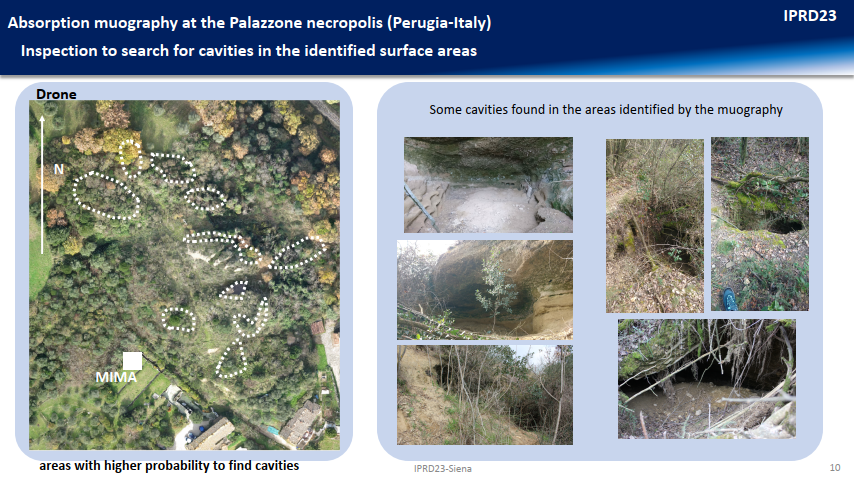 Absorption muography at the Palazzone necropolis (Perugia-Italy)
IPRD23
Inspection to search for cavities in the identified surface areas
Drone
N
MIMA
areas with higher probability to find cavities
Some cavities found in the areas identified by the muography
IPRD23-Siena
10